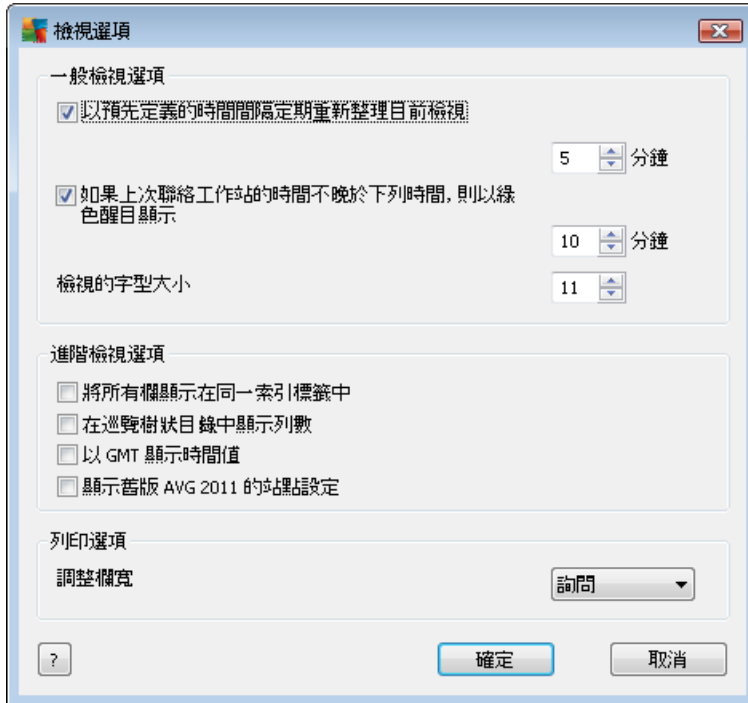 檢視選項
一般檢視選項
以預先定義的時間間隔定期重新整理目前檢視
5 分鐘
如果上次聯絡工作站的時間不晚於下列時間, 則以綠
色醒目顯示
10 分鐘
檢視的字型大小
11
進階檢視選項
將所有欄顯示在同一索引標籤中
在巡覽樹狀目錄中顯示列數
以 GMT 顯示時間值
顯示舊版 AVG 2011 的站點設定
列印選項
調整欄寬
詢問
?
確定
取消